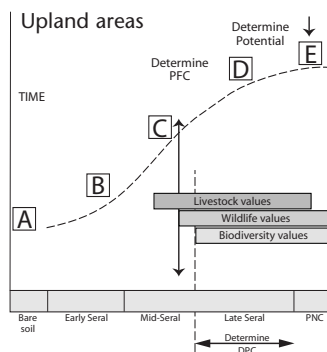 Upland areas
Determine
Potential
E
Determine
PFC
D
TIME
C
B
A
Livestock values
Wildlife values
Biodiversity values
Bare
soil
Early Seral
Mid-Seral
Late Seral
PNC
Determine
DPC